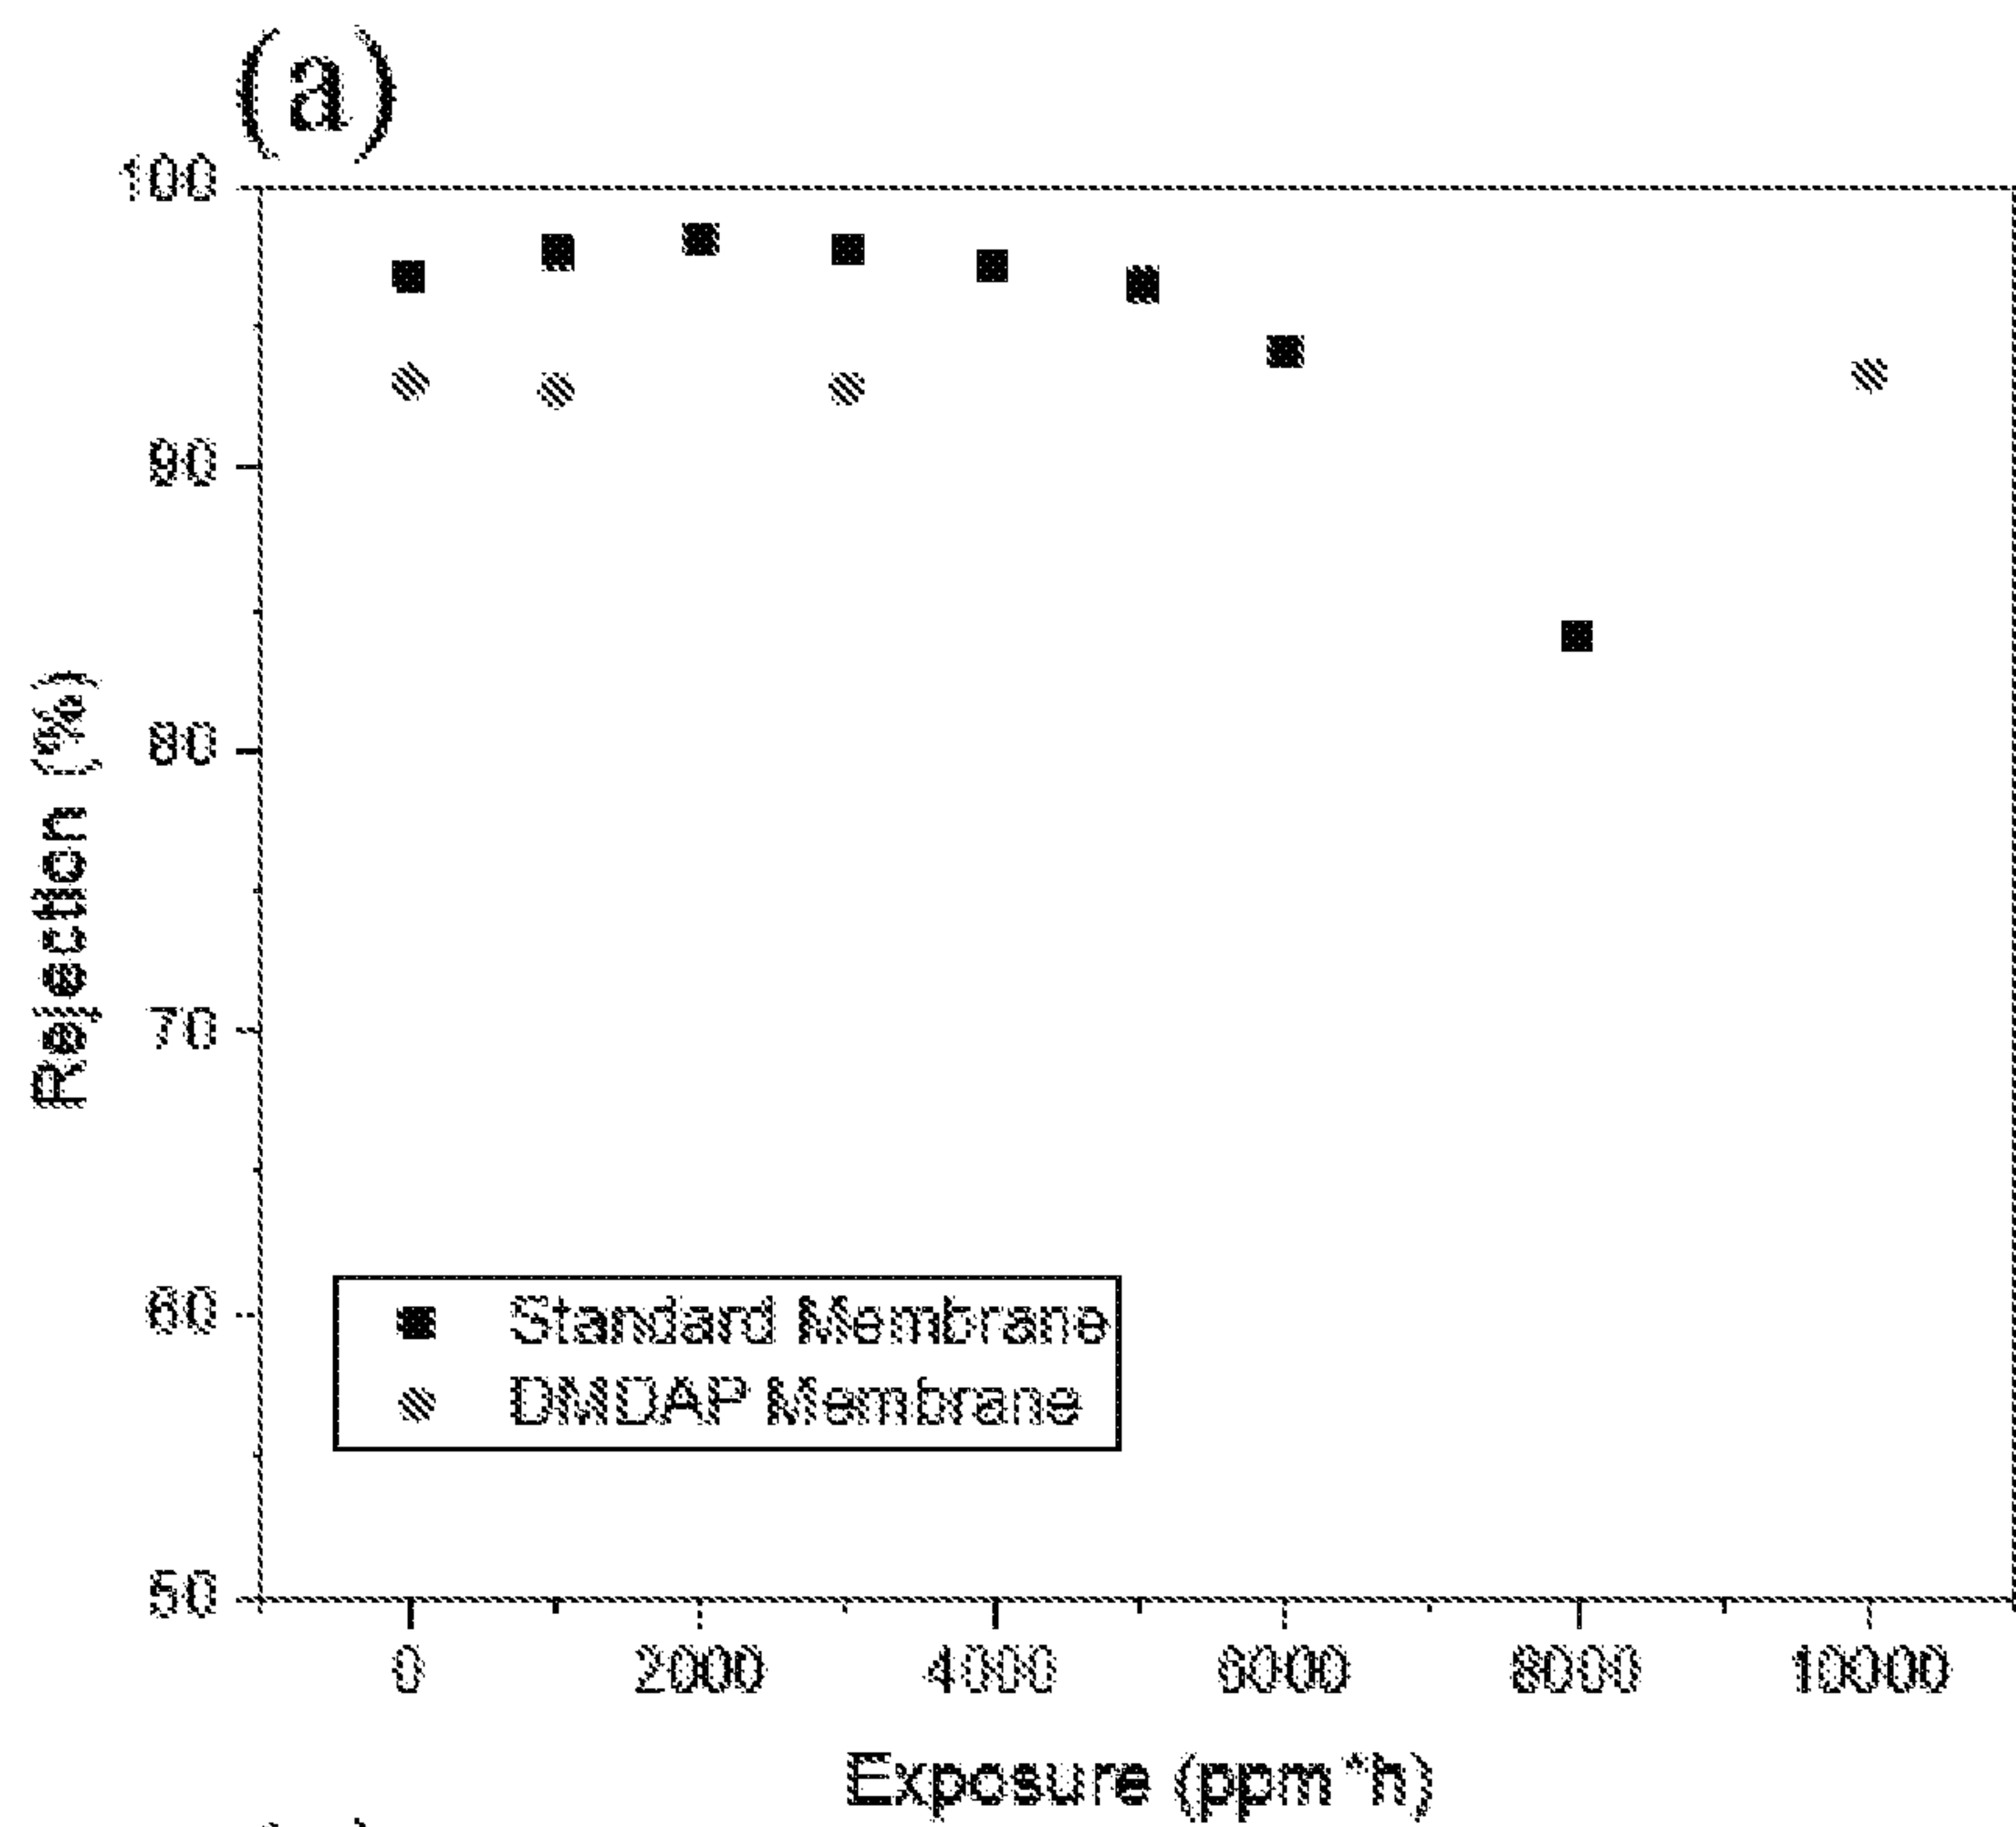 (a)
100
90
80
70
60
50
Rejection (%)
Standard Membrane
DMDAP Membrane
0 2000 4000 6000 8000 10000
Exposure (ppm*h)